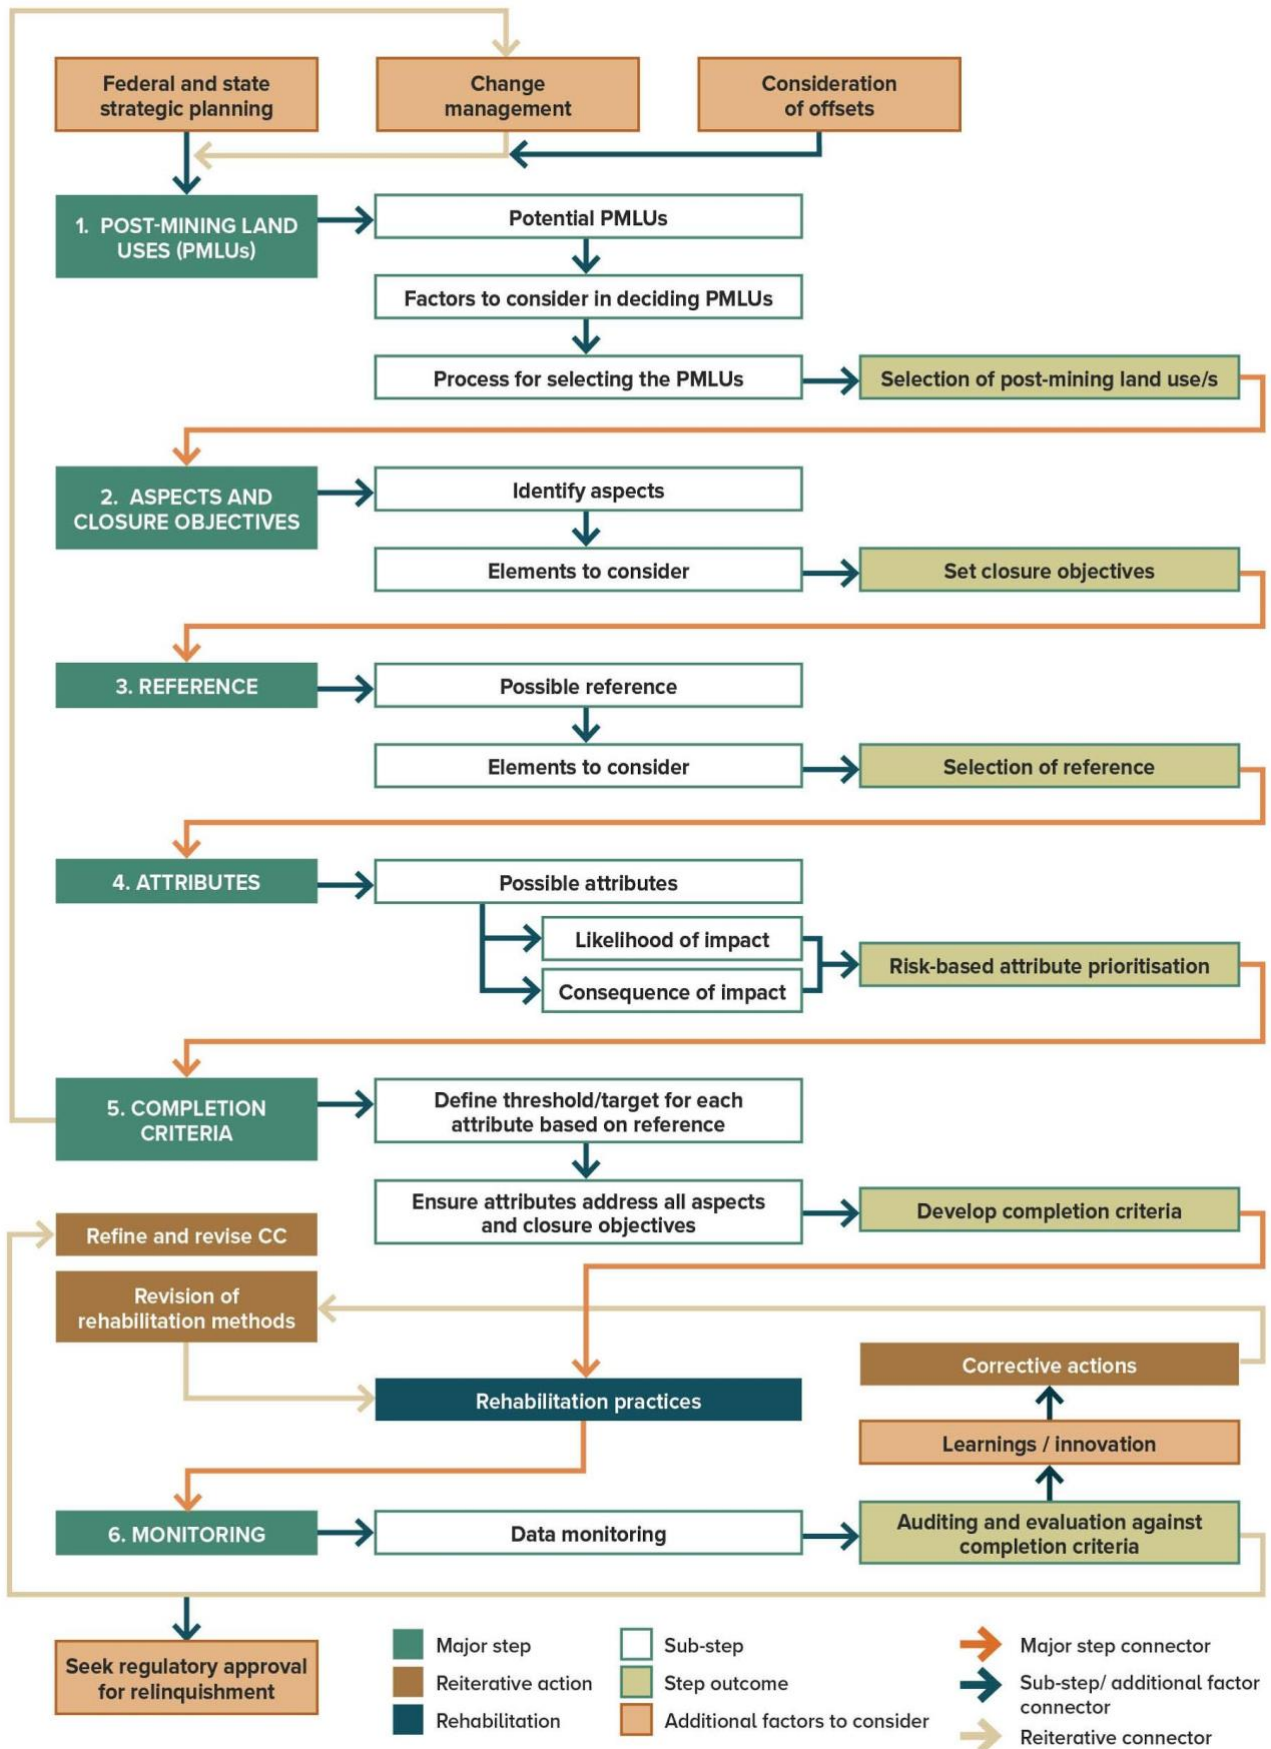 Federal and state
strategic planning
Change
management
Consideration
of offsets
1. POST-MINING LAND
USES (PMLUs)
Potential PMLUs
Factors to consider in deciding PMLUs
Process for selecting the PMLUs
Selection of post-mining land use/s
2. ASPECTS AND
CLOSURE OBJECTIVES
Identify aspects
Elements to consider
Set closure objectives
3. REFERENCE
Possible reference
Elements to consider
Selection of reference
4. ATTRIBUTES
Possible attributes
Likelihood of impact
Consequence of impact
Risk-based attribute prioritisation
5. COMPLETION
CRITERIA
Define threshold/target for each
attribute based on reference
Ensure attributes address all aspects
and closure objectives
Develop completion criteria
Refine and revise CC
Revision of
rehabilitation methods
Corrective actions
Rehabilitation practices
Learnings / innovation
6. MONITORING
Data monitoring
Auditing and evaluation against
completion criteria
Seek regulatory approval
for relinquishment
Major step
Reiterative action
Rehabilitation
Sub-step
Step outcome
Additional factors to consider
Major step connector
Sub-step/ additional factor
connector
Reiterative connector